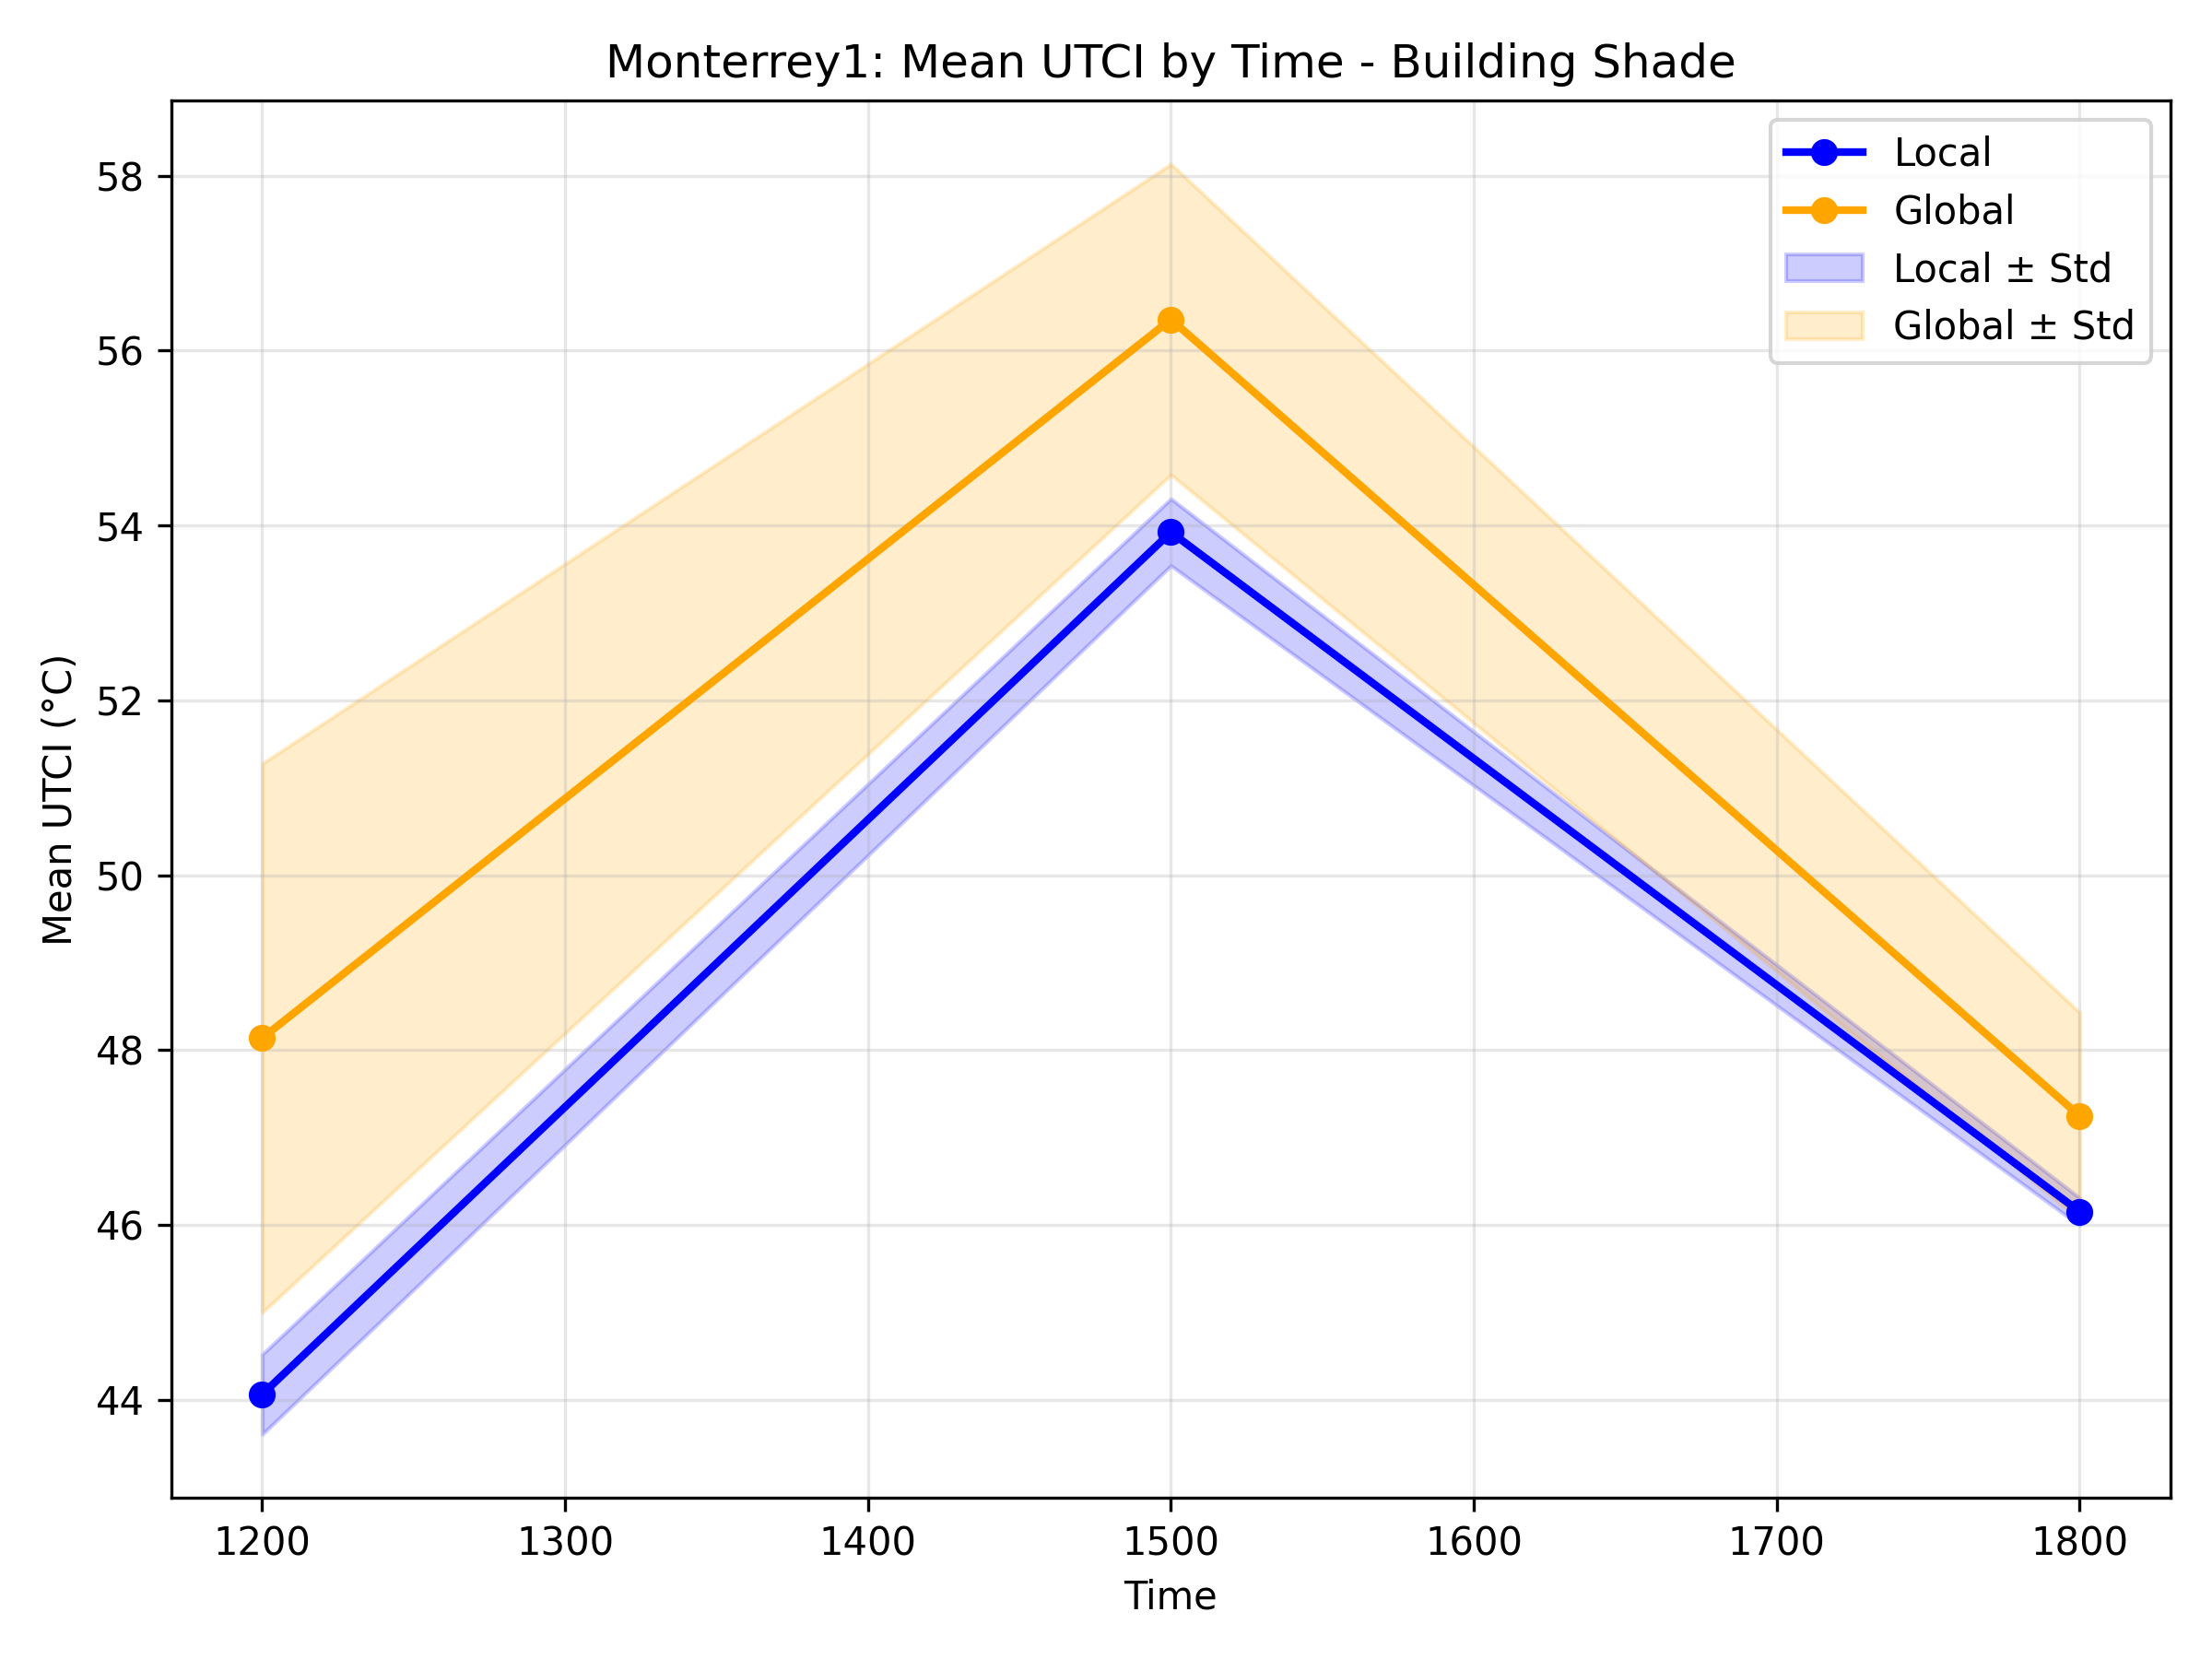 Monterrey1: Mean UTCI by Time - Building Shade
Local
Global
Local ± Std
Global ± Std
Mean UTCI (°C)
58
56
54
52
50
48
46
44
1200 1300 1400 1500 1600 1700 1800
Time